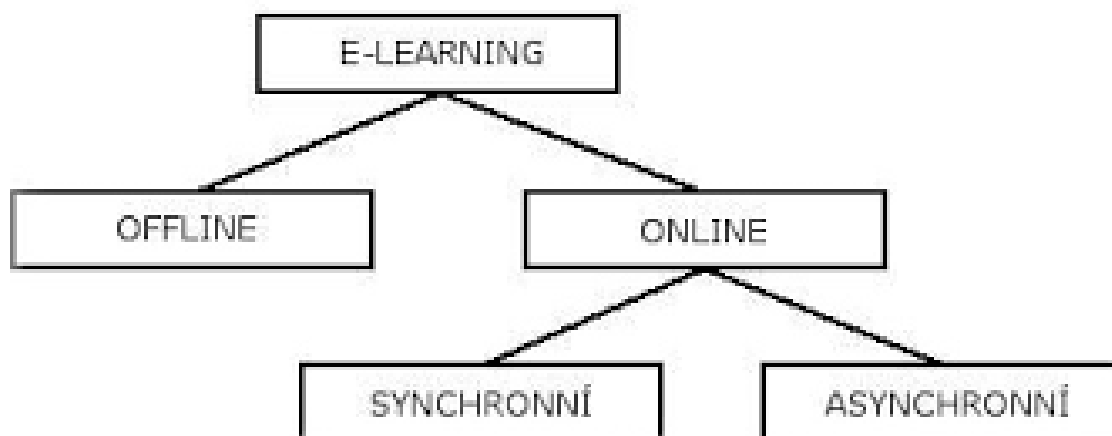 E-LEARNING
OFFLINE
ONLINE
SYNCHRONNÍ
ASYNCHRONNÍ